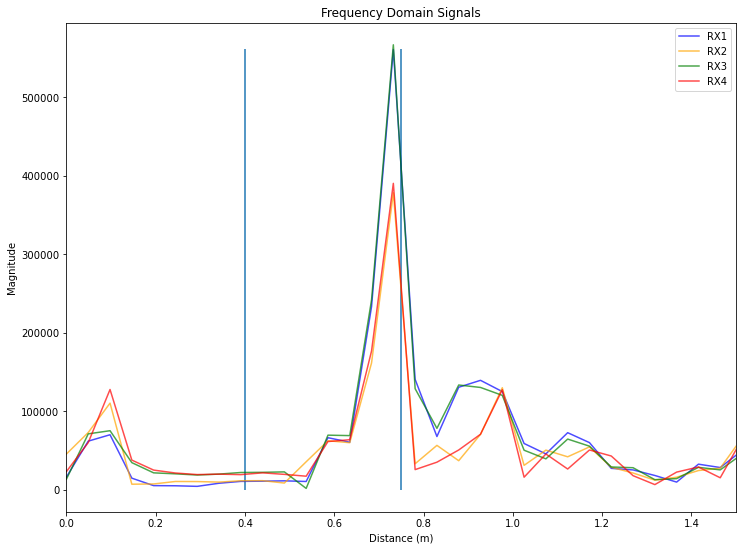 Frequency Domain Signals
RX1
RX2
RX3
RX4
Magnitude
500000
400000
300000
200000
100000
0
0.0 0.2 0.4 0.6 0.8 1.0 1.2 1.4
Distance (m)